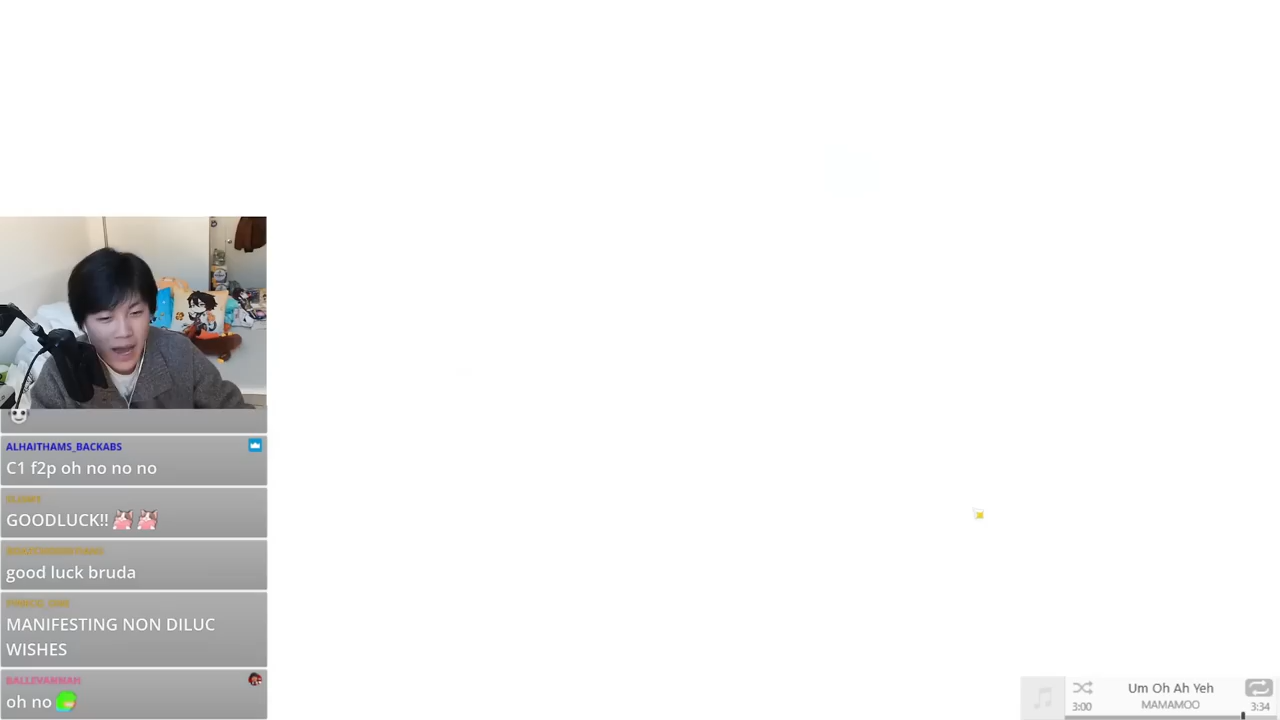 ALHAITHAMS_BACKABS
C1 f2p oh no no no
GOODLUCK!!
good luck bruda
MANIFESTING NON DILUC
WISHES
BALLEVANNAH
oh no
Um Oh Ah Yeh
3:00
MAMAMOO
3:34